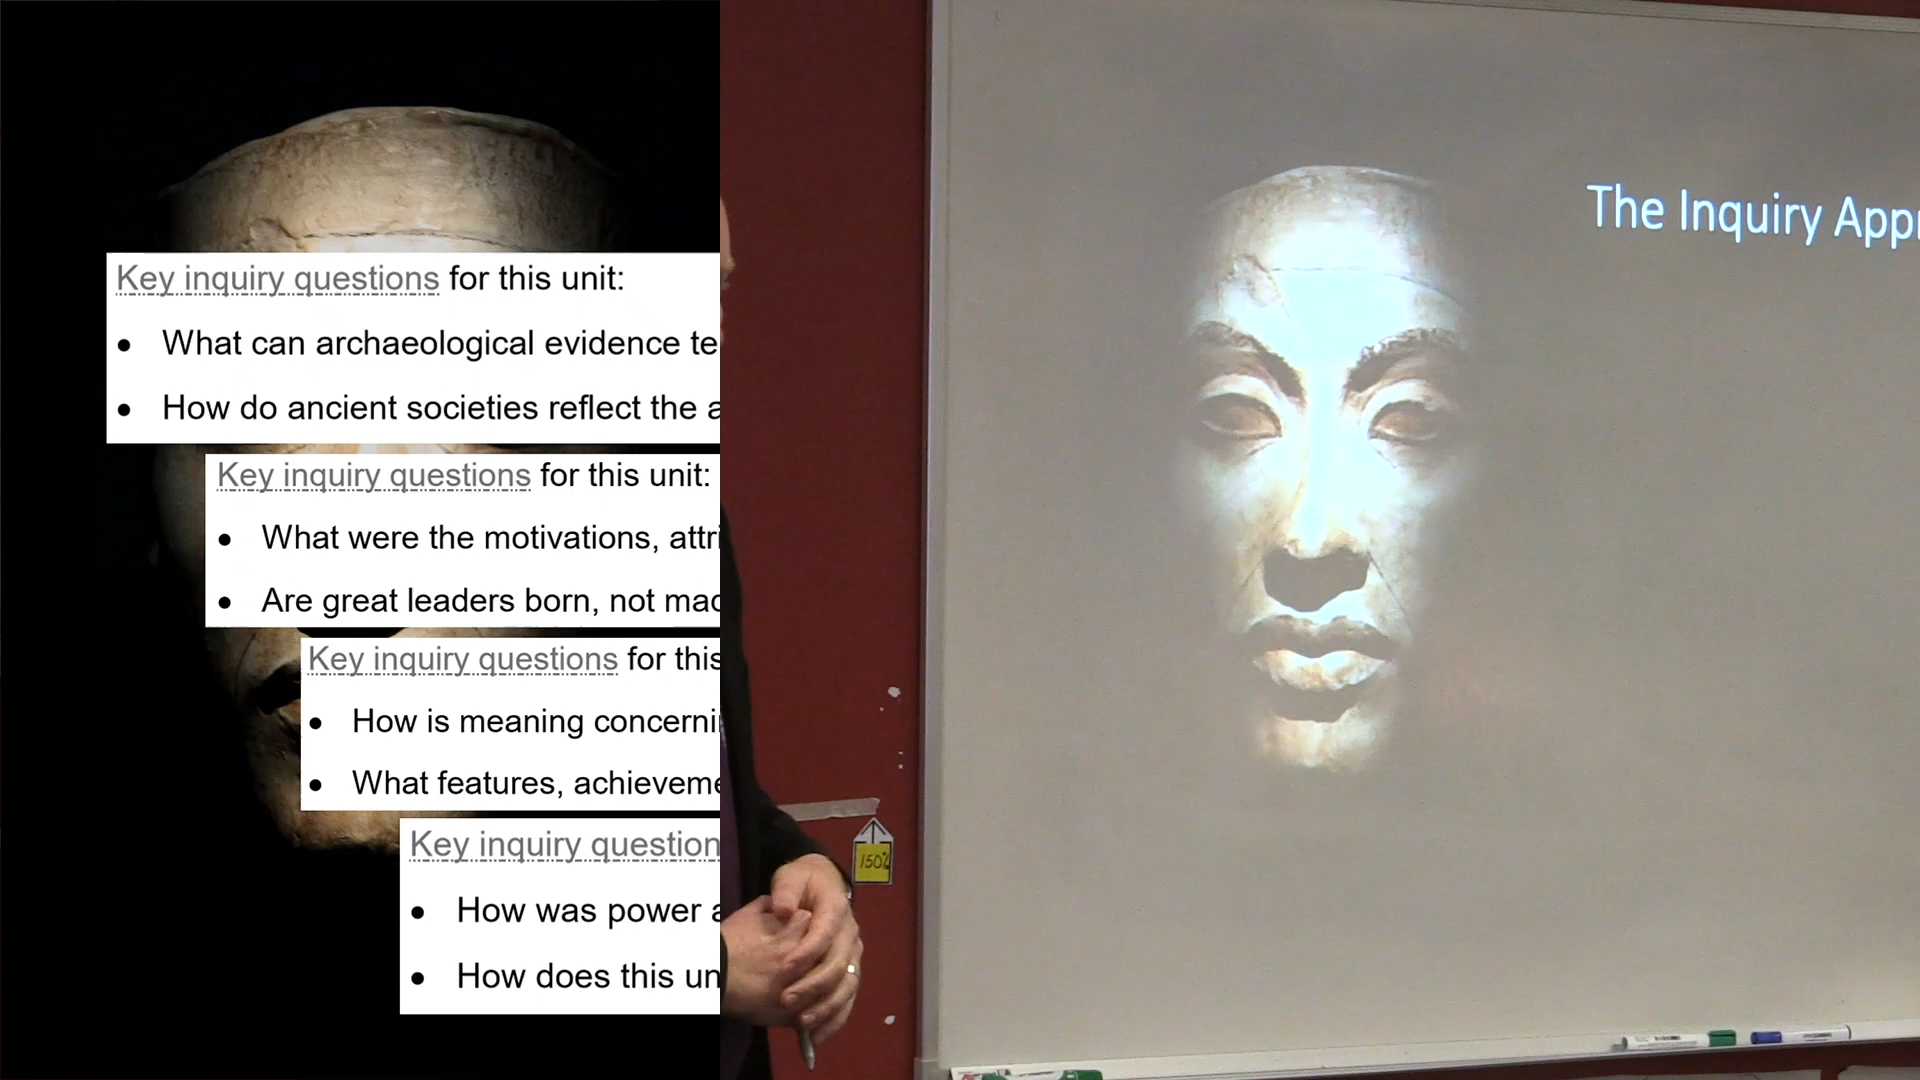 Key inquiry questions for this unit:
• What can archaeological evidence te
• How do ancient societies reflect the a
Key inquiry questions for this unit:
• What were the motivations, attri
• Are great leaders born, not mad
Key inquiry questions for this
• How is meaning concerni
• What features, achieveme
Key inquiry question
• How was power a
• How does this un
The Inquiry Appr
150%